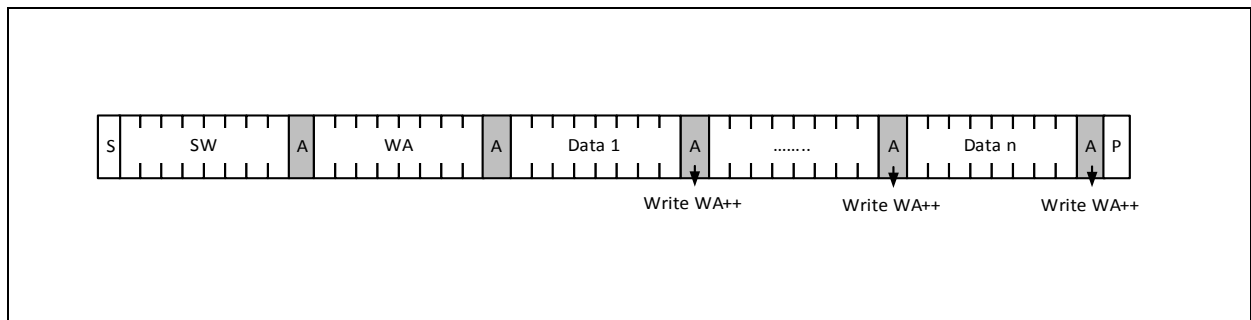 S SW A WA A Data 1 A …….. A Data n A P
Write WA++ Write WA++ Write WA++